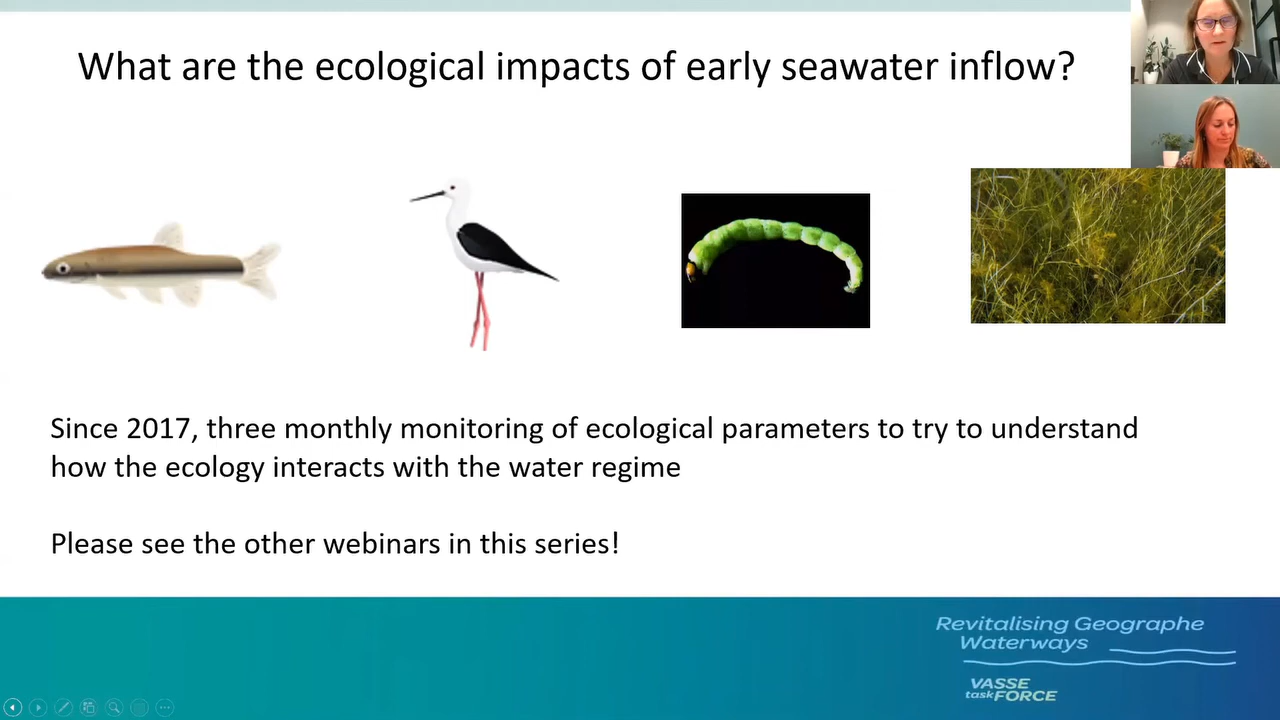 What are the ecological impacts of early seawater inflow?
Since 2017, three monthly monitoring of ecological parameters to try to understand
how the ecology interacts with the water regime
Please see the other webinars in this series!
Revitalising Geographe
Waterways
VASSE
taskFORCE